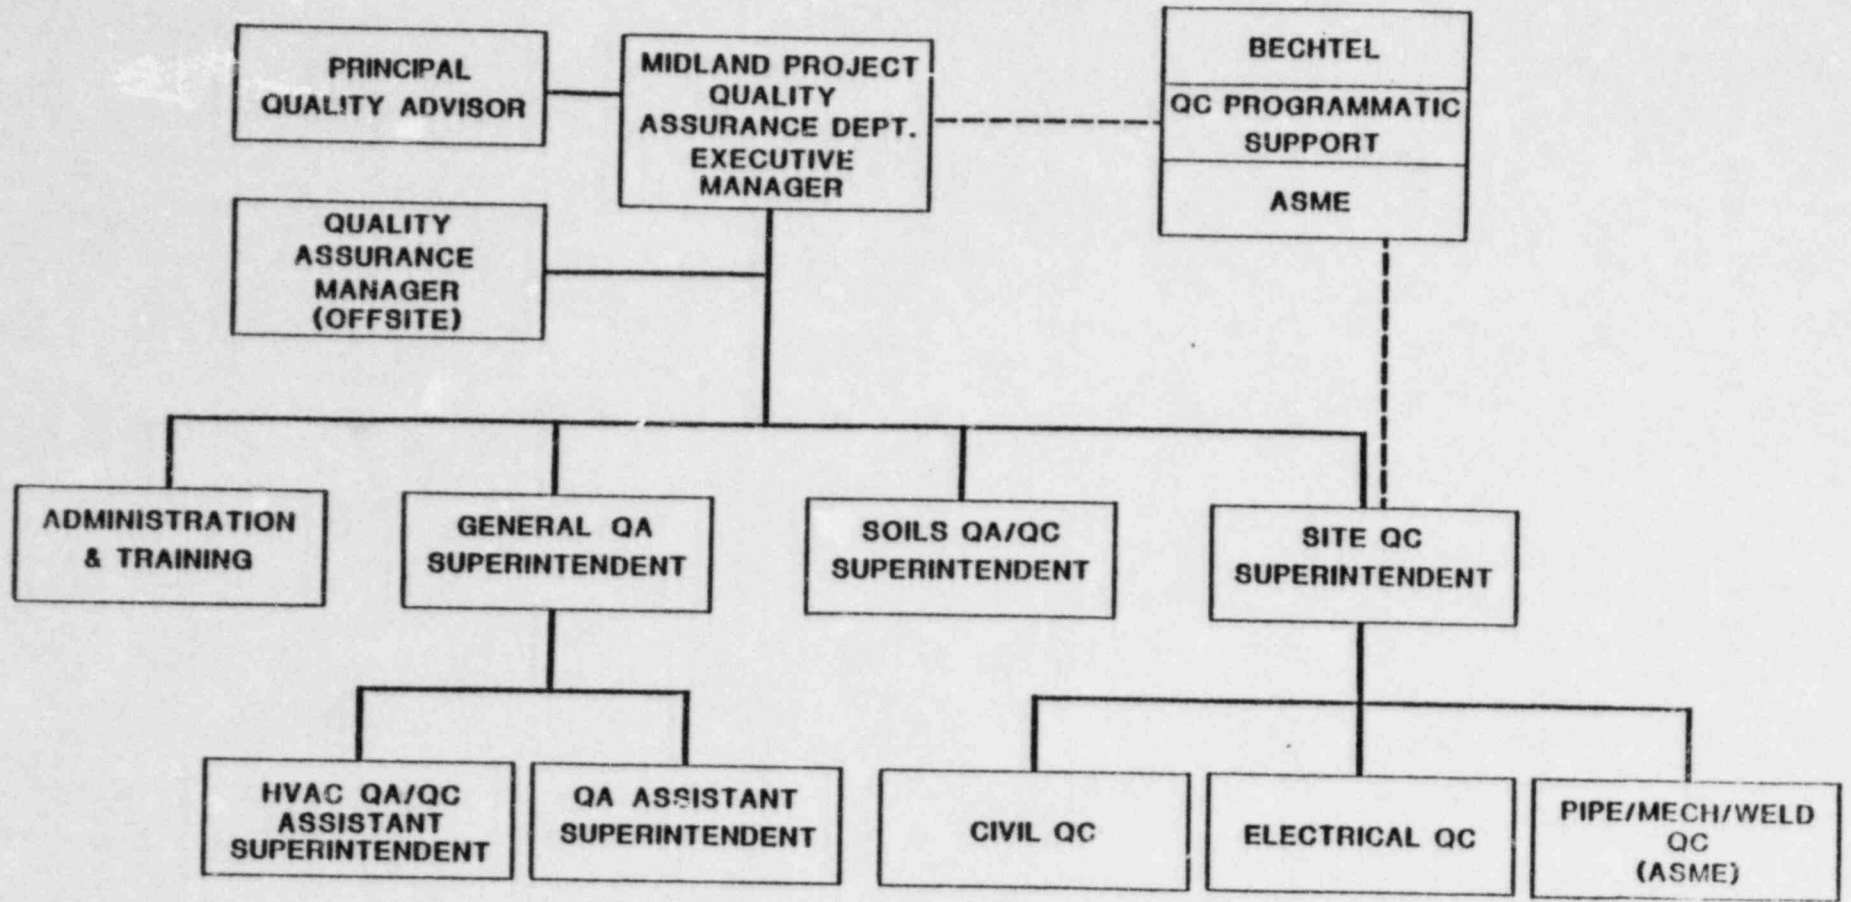 PRINCIPAL
QUALITY ADVISOR
MIDLAND PROJECT
QUALITY
ASSURANCE DEPT.
EXECUTIVE
MANAGER
BECHTEL
QC PROGRAMMATIC
SUPPORT
ASME
QUALITY
ASSURANCE
MANAGER
(OFFSITE)
ADMINISTRATION
& TRAINING
GENERAL QA
SUPERINTENDENT
SOILS QA/QC
SUPERINTENDENT
SITE QC
SUPERINTENDENT
HVAC QA/QC
ASSISTANT
SUPERINTENDENT
QA ASSISTANT
SUPERINTENDENT
CIVIL QC
ELECTRICAL QC
PIPE/MECH/WELD
QC
(ASME)